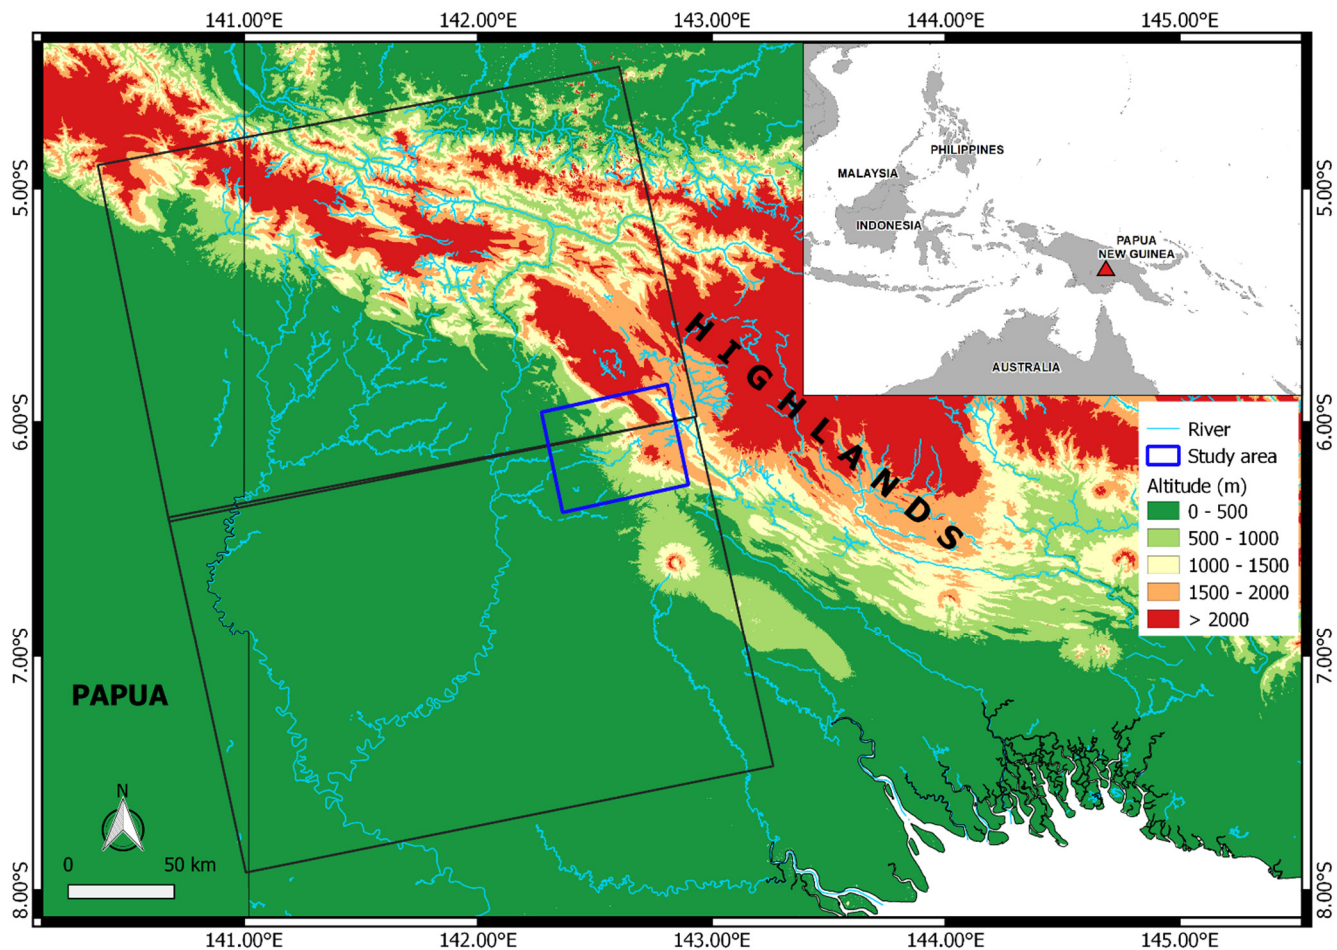 141.00°E 142.00°E 143.00°E 144.00°E 145.00°E
5.00°S
6.00°S
7.00°S
8.00°S
PHILIPPINES
MALAYSIA
INDONESIA
PAPUA
NEW GUINEA
AUSTRALIA
HIGHLANDS
River
Study area
Altitude (m)
0 - 500
500 - 1000
1000 - 1500
1500 - 2000
> 2000
PAPUA
N
0 50 km
5.00°S
6.00°S
7.00°S
8.00°S
141.00°E 142.00°E 143.00°E 144.00°E 145.00°E